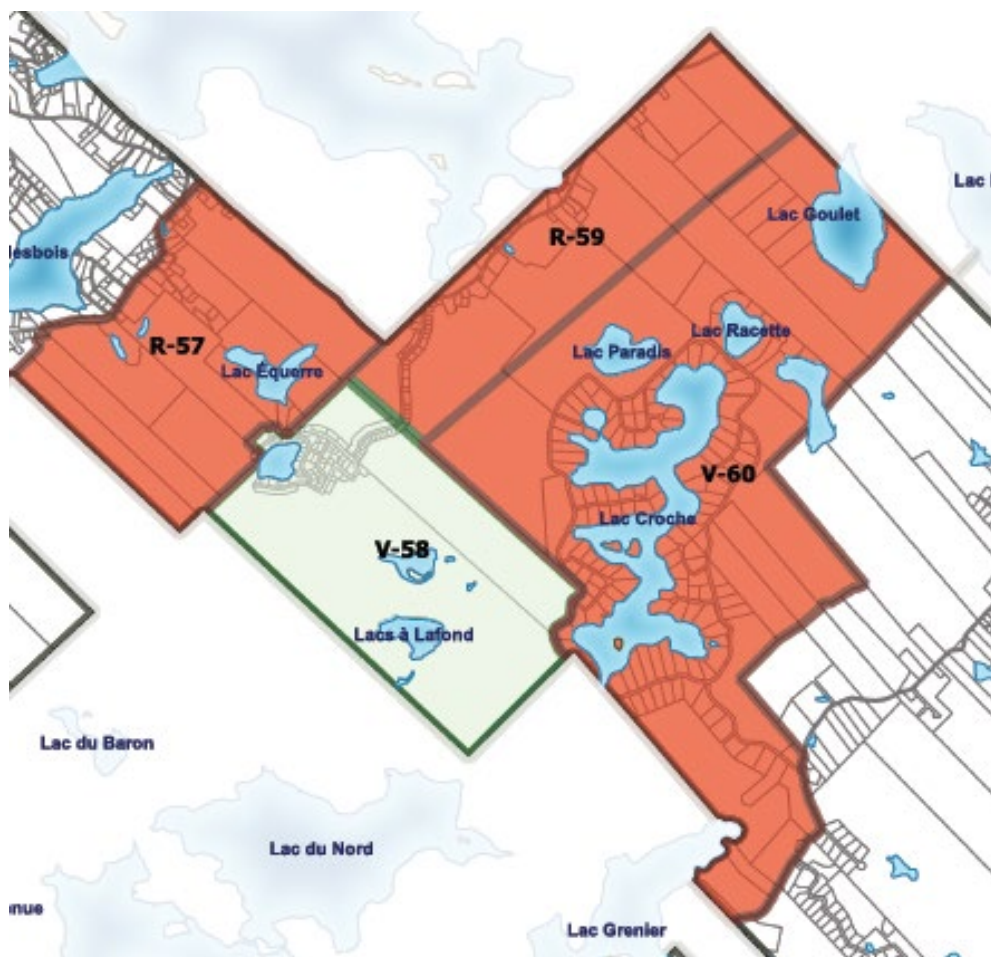 Lac
Lac Goulet
R-59
lesbois
Lac Racette
R-57
Lac Paradis
Lac Équerre
V-60
Lac Croche
V-58
Lacs à Lafond
Lac du Baron
Lac du Nord
nue
Lac Grenier